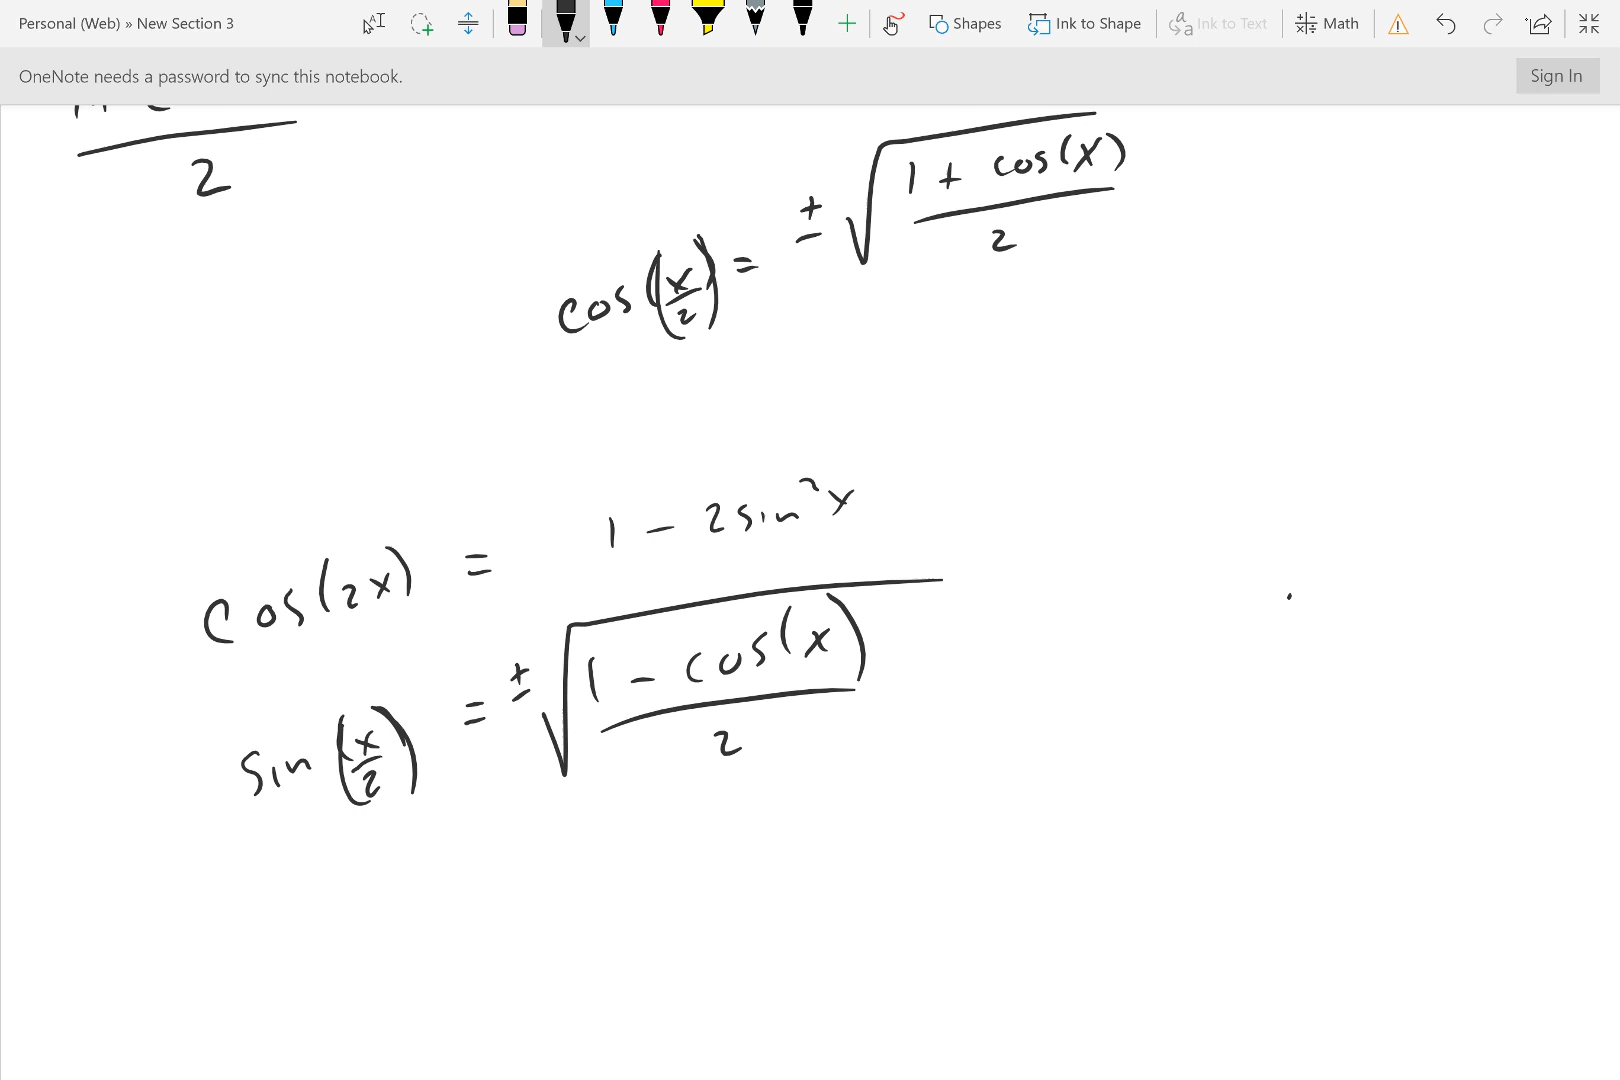 Personal (Web) » New Section 3
Shapes
Ink to Shape
Ink to Text
Math
OneNote needs a password to sync this notebook.
Sign In
2
cos(x/2) = ±√((1 + cos(x))/2)
cos(2x) = 1 - 2sin²x
sin(x/2) = ±√((1 - cos(x))/2)